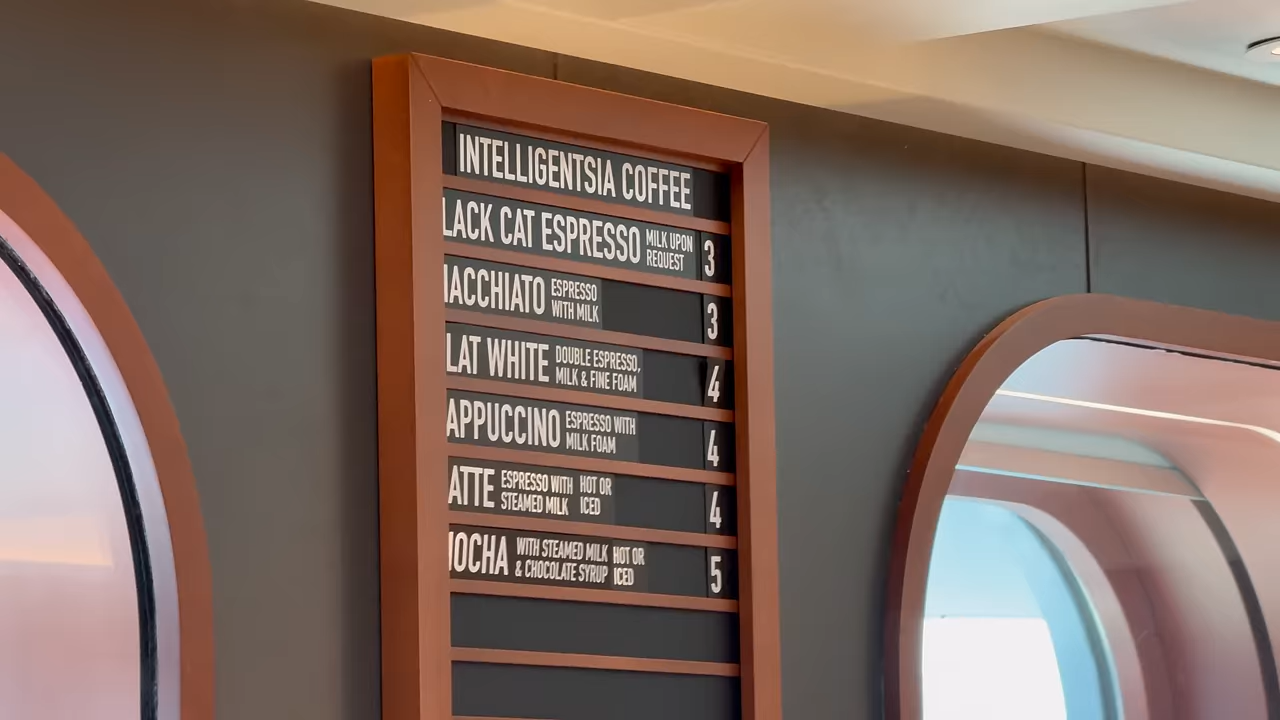 INTELLIGENTSIA COFFEE
LACK CAT ESPRESSO MILK UPON REQUEST 3
ACCHIATO ESPRESSO WITH MILK 3
LAT WHITE DOUBLE ESPRESSO, MILK & FINE FOAM 4
APPUCCINO ESPRESSO WITH MILK FOAM 4
ATTE ESPRESSO WITH STEAMED MILK HOT OR ICED 4
OCHA WITH STEAMED MILK & CHOCOLATE SYRUP HOT OR ICED 5